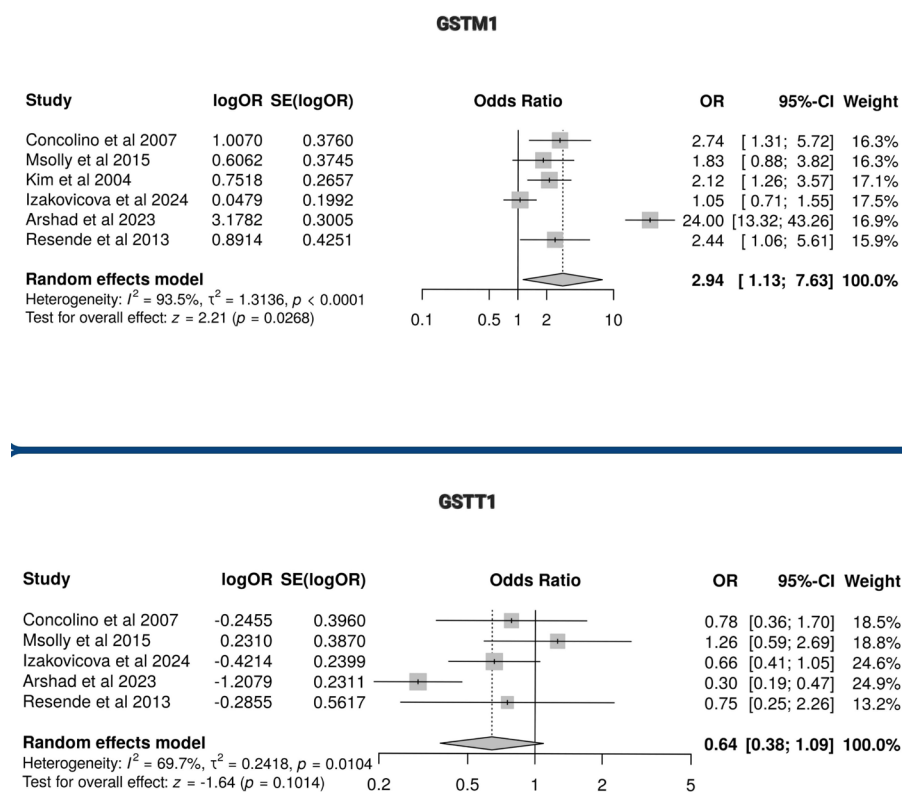 GSTM1
Study logOR SE(logOR) Odds Ratio OR 95%-CI Weight
Concolino et al 2007 1.0070 0.3760 2.74 [ 1.31; 5.72] 16.3%
Msolly et al 2015 0.6062 0.3745 1.83 [ 0.88; 3.82] 16.3%
Kim et al 2004 0.7518 0.2657 2.12 [ 1.26; 3.57] 17.1%
Izakovicova et al 2024 0.0479 0.1992 1.05 [ 0.71; 1.55] 17.5%
Arshad et al 2023 3.1782 0.3005 24.00 [13.32; 43.26] 16.9%
Resende et al 2013 0.8914 0.4251 2.44 [ 1.06; 5.61] 15.9%
Random effects model 2.94 [ 1.13; 7.63] 100.0%
Heterogeneity: I² = 93.5%, τ² = 1.3136, p < 0.0001
Test for overall effect: z = 2.21 (p = 0.0268) 0.1 0.5 1 2 10
GSTT1
Study logOR SE(logOR) Odds Ratio OR 95%-CI Weight
Concolino et al 2007 -0.2455 0.3960 0.78 [0.36; 1.70] 18.5%
Msolly et al 2015 0.2310 0.3870 1.26 [0.59; 2.69] 18.8%
Izakovicova et al 2024 -0.4214 0.2399 0.66 [0.41; 1.05] 24.6%
Arshad et al 2023 -1.2079 0.2311 0.30 [0.19; 0.47] 24.9%
Resende et al 2013 -0.2855 0.5617 0.75 [0.25; 2.26] 13.2%
Random effects model 0.64 [0.38; 1.09] 100.0%
Heterogeneity: I² = 69.7%, τ² = 0.2418, p = 0.0104
Test for overall effect: z = -1.64 (p = 0.1014) 0.2 0.5 1 2 5